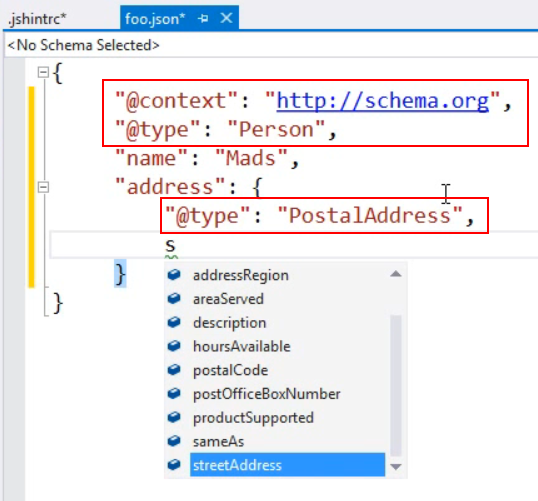 .jshintrc* foo.json*
<No Schema Selected>
{
"@context": "http://schema.org",
"@type": "Person",
"name": "Mads",
"address": {
"@type": "PostalAddress",
s
}
}
addressRegion
areaServed
description
hoursAvailable
postalCode
postOfficeBoxNumber
productSupported
sameAs
streetAddress